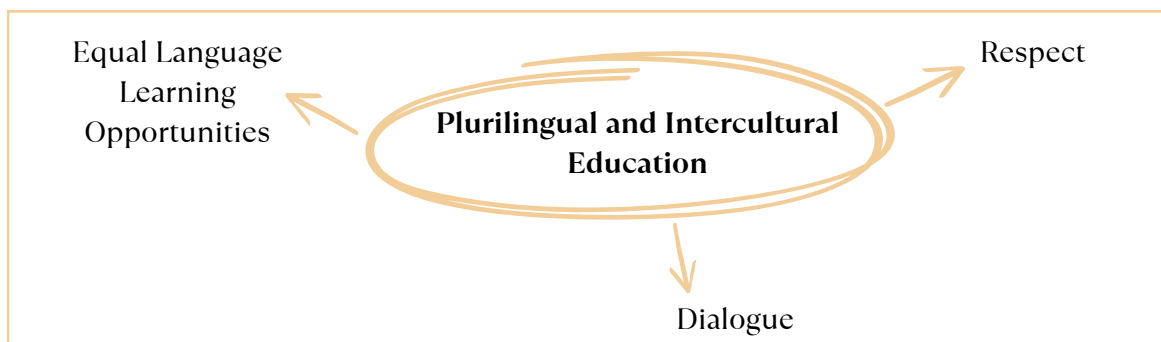 Equal Language
Learning
Opportunities
Plurilingual and Intercultural
Education
Respect
Dialogue